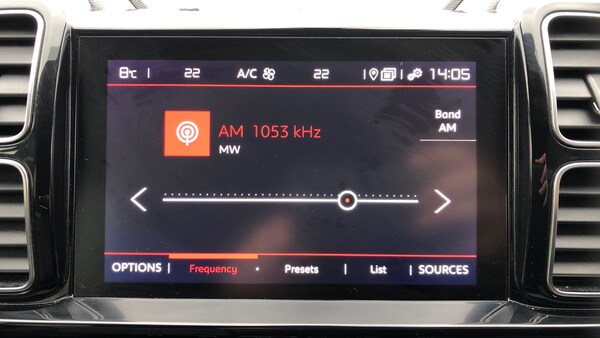 8°C | 22 A/C 22 | | 14:05
AM 1053 kHz
MW
Band
AM
OPTIONS | Frequency • Presets | List | SOURCES